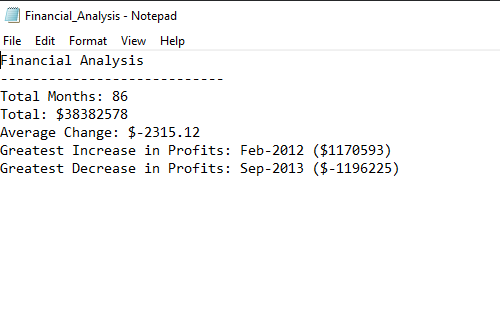 Financial_Analysis - Notepad
File Edit Format View Help
Financial Analysis
----------------------------
Total Months: 86
Total: $38382578
Average Change: $-2315.12
Greatest Increase in Profits: Feb-2012 ($1170593)
Greatest Decrease in Profits: Sep-2013 ($-1196225)